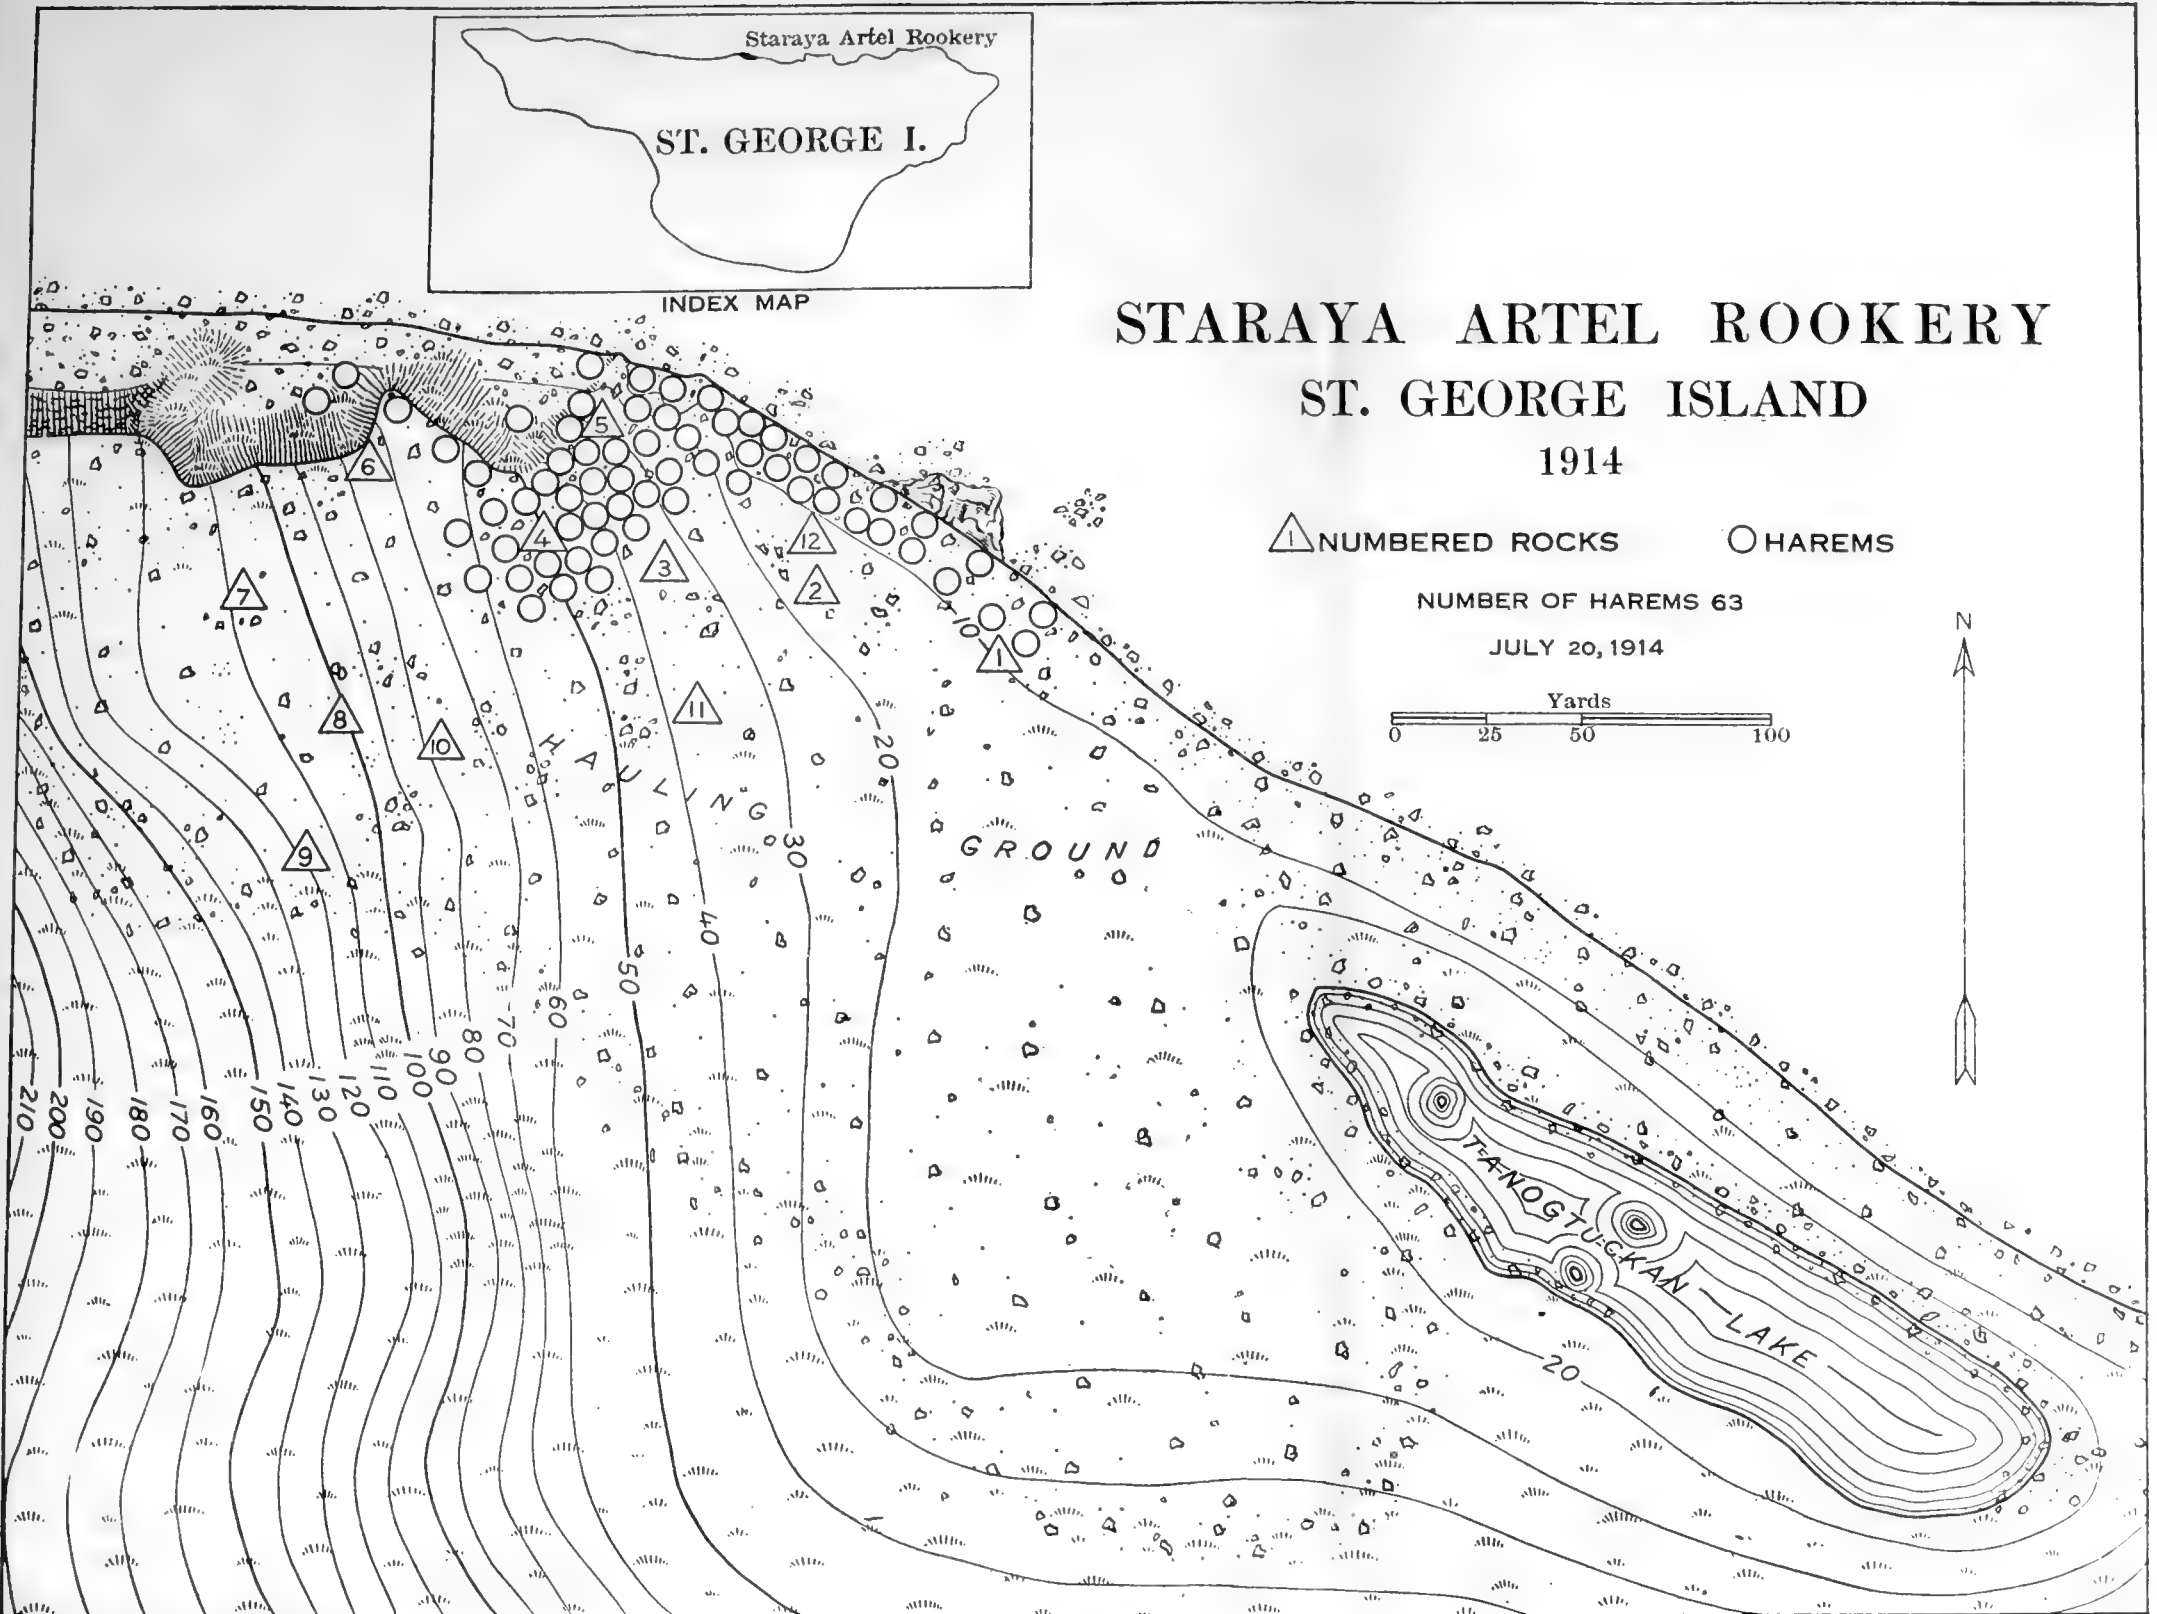 Staraya Artel Rookery
ST. GEORGE I.
INDEX MAP
STARAYA ARTEL ROOKERY
ST. GEORGE ISLAND
1914
1 NUMBERED ROCKS
HAREMS
NUMBER OF HAREMS 63
JULY 20, 1914
Yards
0 25 50 100
N
5
6
4
12
3
2
7
10
1
11
8
10
20
9
HAULING
GROUND
30
40
50
60
70
80
90
100
110
120
130
140
150
160
170
180
190
200
210
TANOGTUCKAN LAKE
20